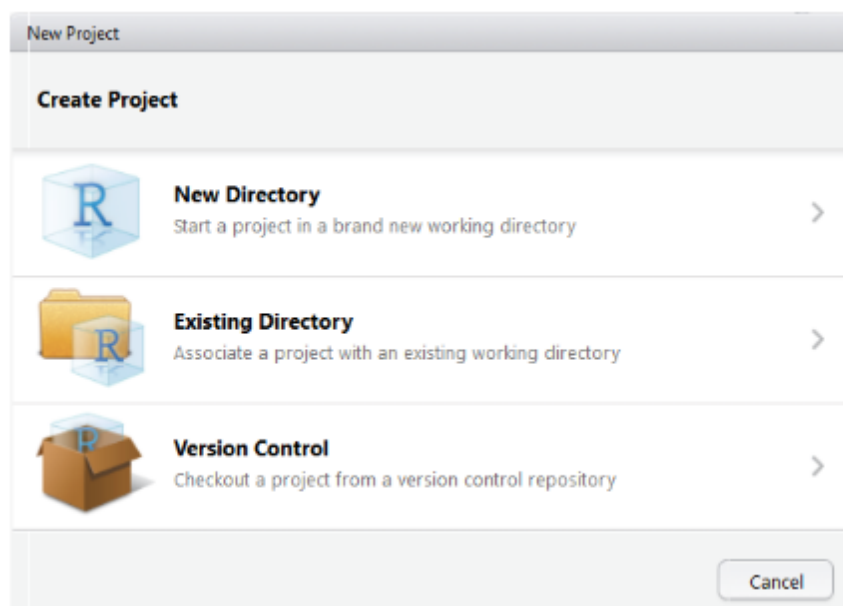 New Project
Create Project
R
New Directory
Start a project in a brand new working directory
R
Existing Directory
Associate a project with an existing working directory
R
Version Control
Checkout a project from a version control repository
Cancel